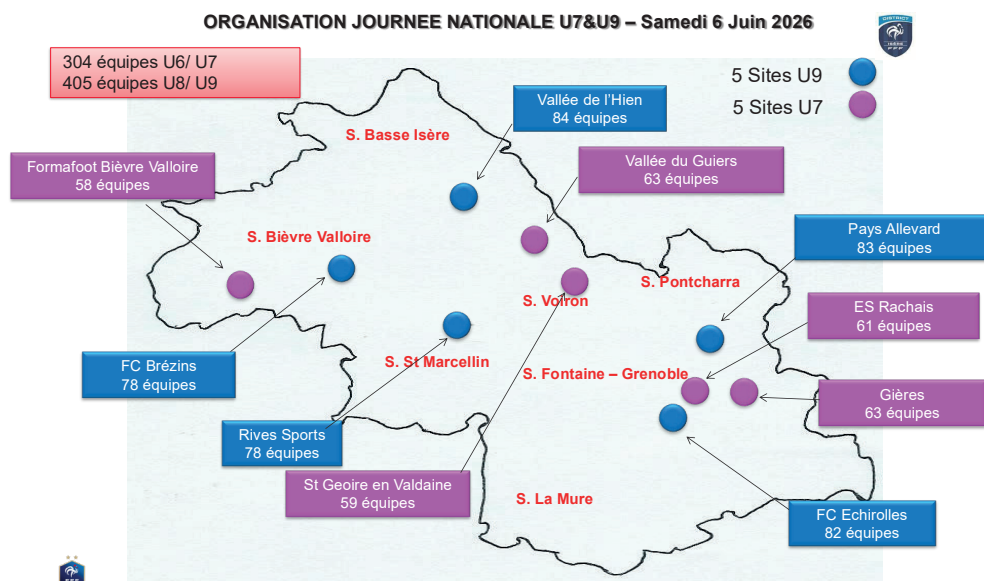 ORGANISATION JOURNEE NATIONALE U7&U9 – Samedi 6 Juin 2026
DISTRICT
ISERE
FFF
304 équipes U6/ U7
405 équipes U8/ U9
5 Sites U9
5 Sites U7
Vallée de l'Hien
84 équipes
S. Basse Isère
Formafoot Bièvre Valloire
58 équipes
Vallée du Guiers
63 équipes
S. Bièvre Valloire
Pays Allevard
83 équipes
S. Pontcharra
S. Voiron
ES Rachais
61 équipes
FC Brézins
78 équipes
S. St Marcellin
S. Fontaine – Grenoble
Gières
63 équipes
Rives Sports
78 équipes
St Geoire en Valdaine
59 équipes
S. La Mure
FC Echirolles
82 équipes
FFF